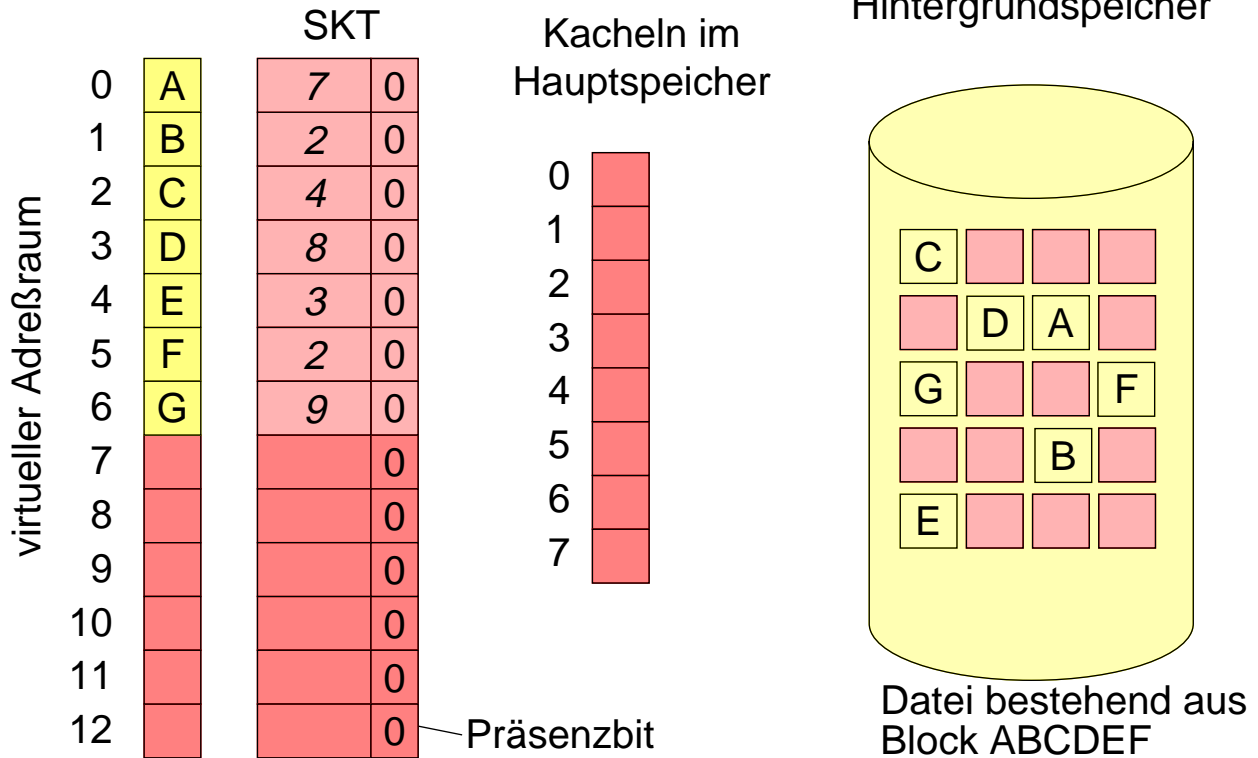 SKT
Kacheln im
Hauptspeicher
Hintergrundspeicher
virtueller Adreßraum
0 A 7 0
1 B 2 0
2 C 4 0
3 D 8 0
4 E 3 0
5 F 2 0
6 G 9 0
7 0
8 0
9 0
10 0
11 0
12 0
Präsenzbit
0
1
2
3
4
5
6
7
C
D A
G F
B
E
Datei bestehend aus
Block ABCDEF